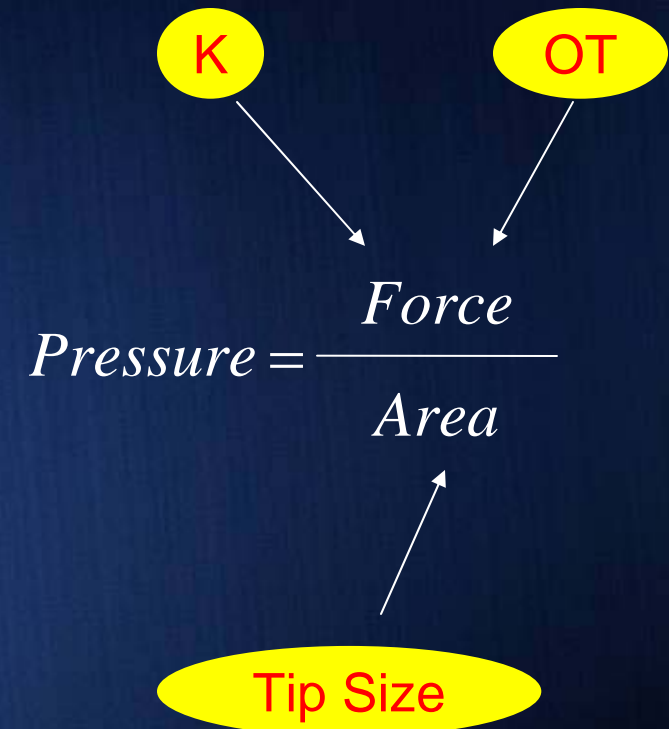 K
OT
Force
Pressure =
Area
Tip Size